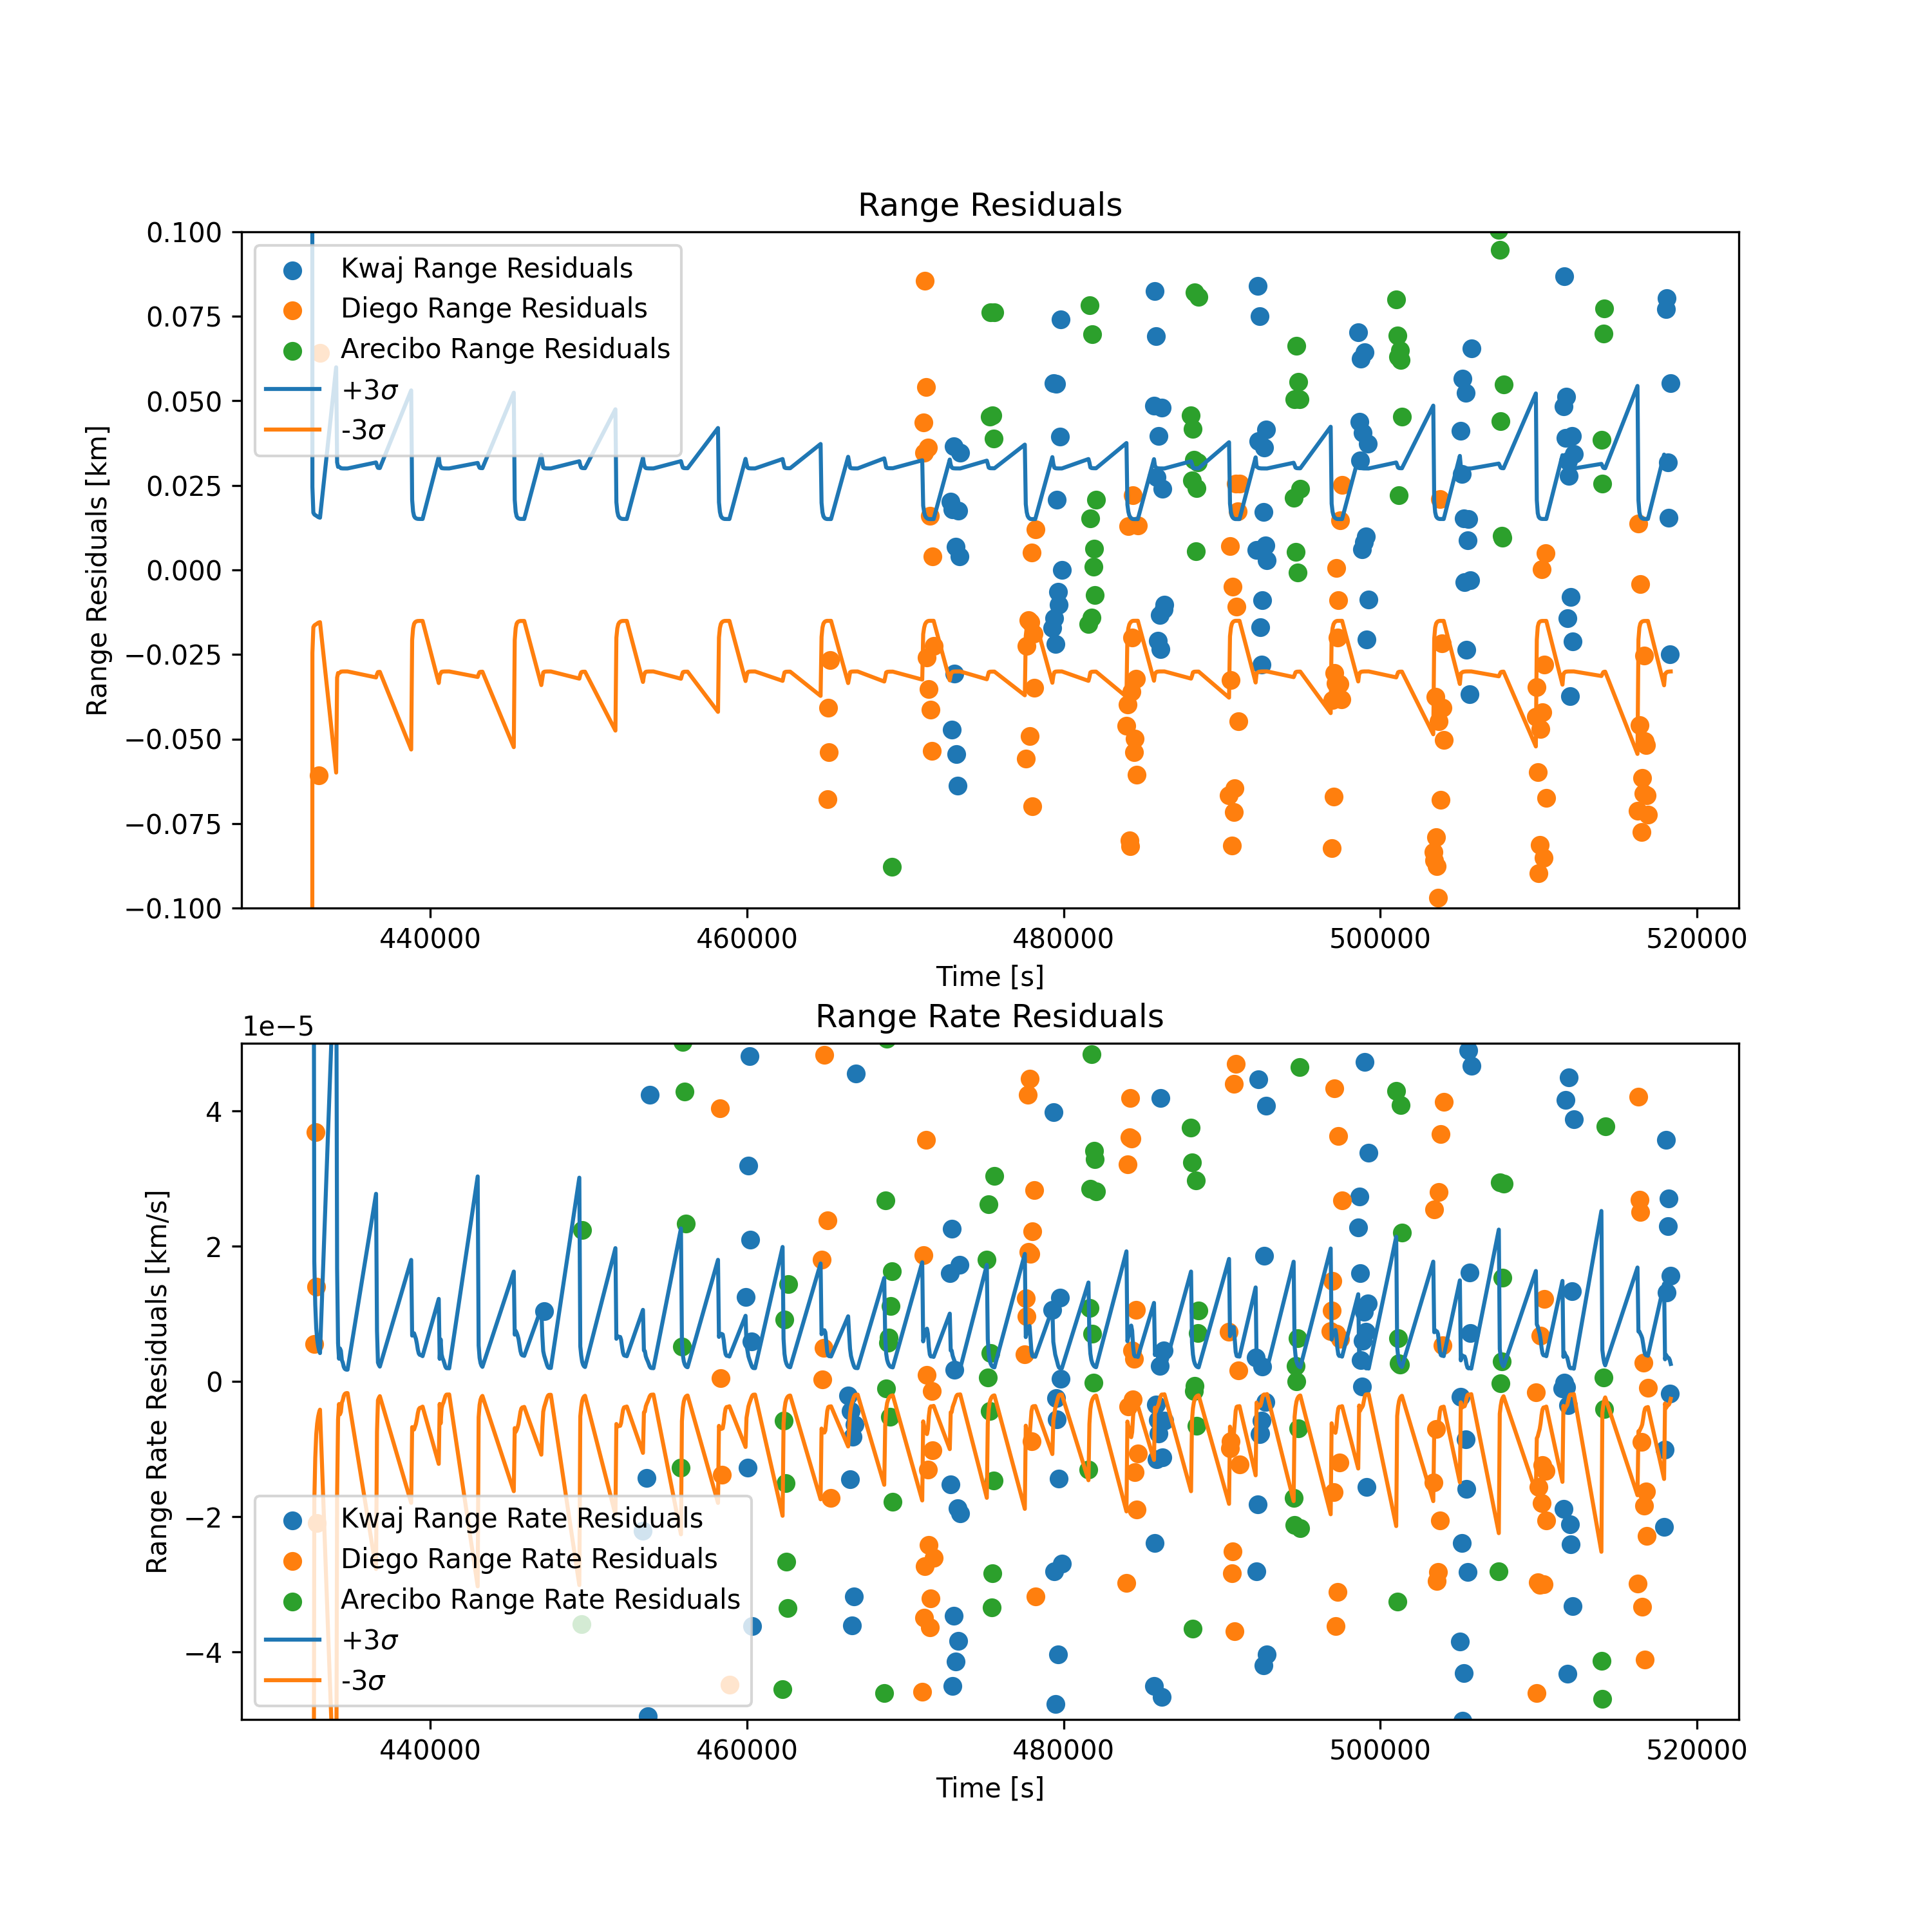 Range Residuals
0.100
0.075
0.050
0.025
0.000
−0.025
−0.050
−0.075
−0.100
Range Residuals [km]
Kwaj Range Residuals
Diego Range Residuals
Arecibo Range Residuals
+3σ
-3σ
440000 460000 480000 500000 520000
Time [s]
Range Rate Residuals
1e−5
4
2
0
−2
−4
Range Rate Residuals [km/s]
Kwaj Range Rate Residuals
Diego Range Rate Residuals
Arecibo Range Rate Residuals
+3σ
-3σ
440000 460000 480000 500000 520000
Time [s]